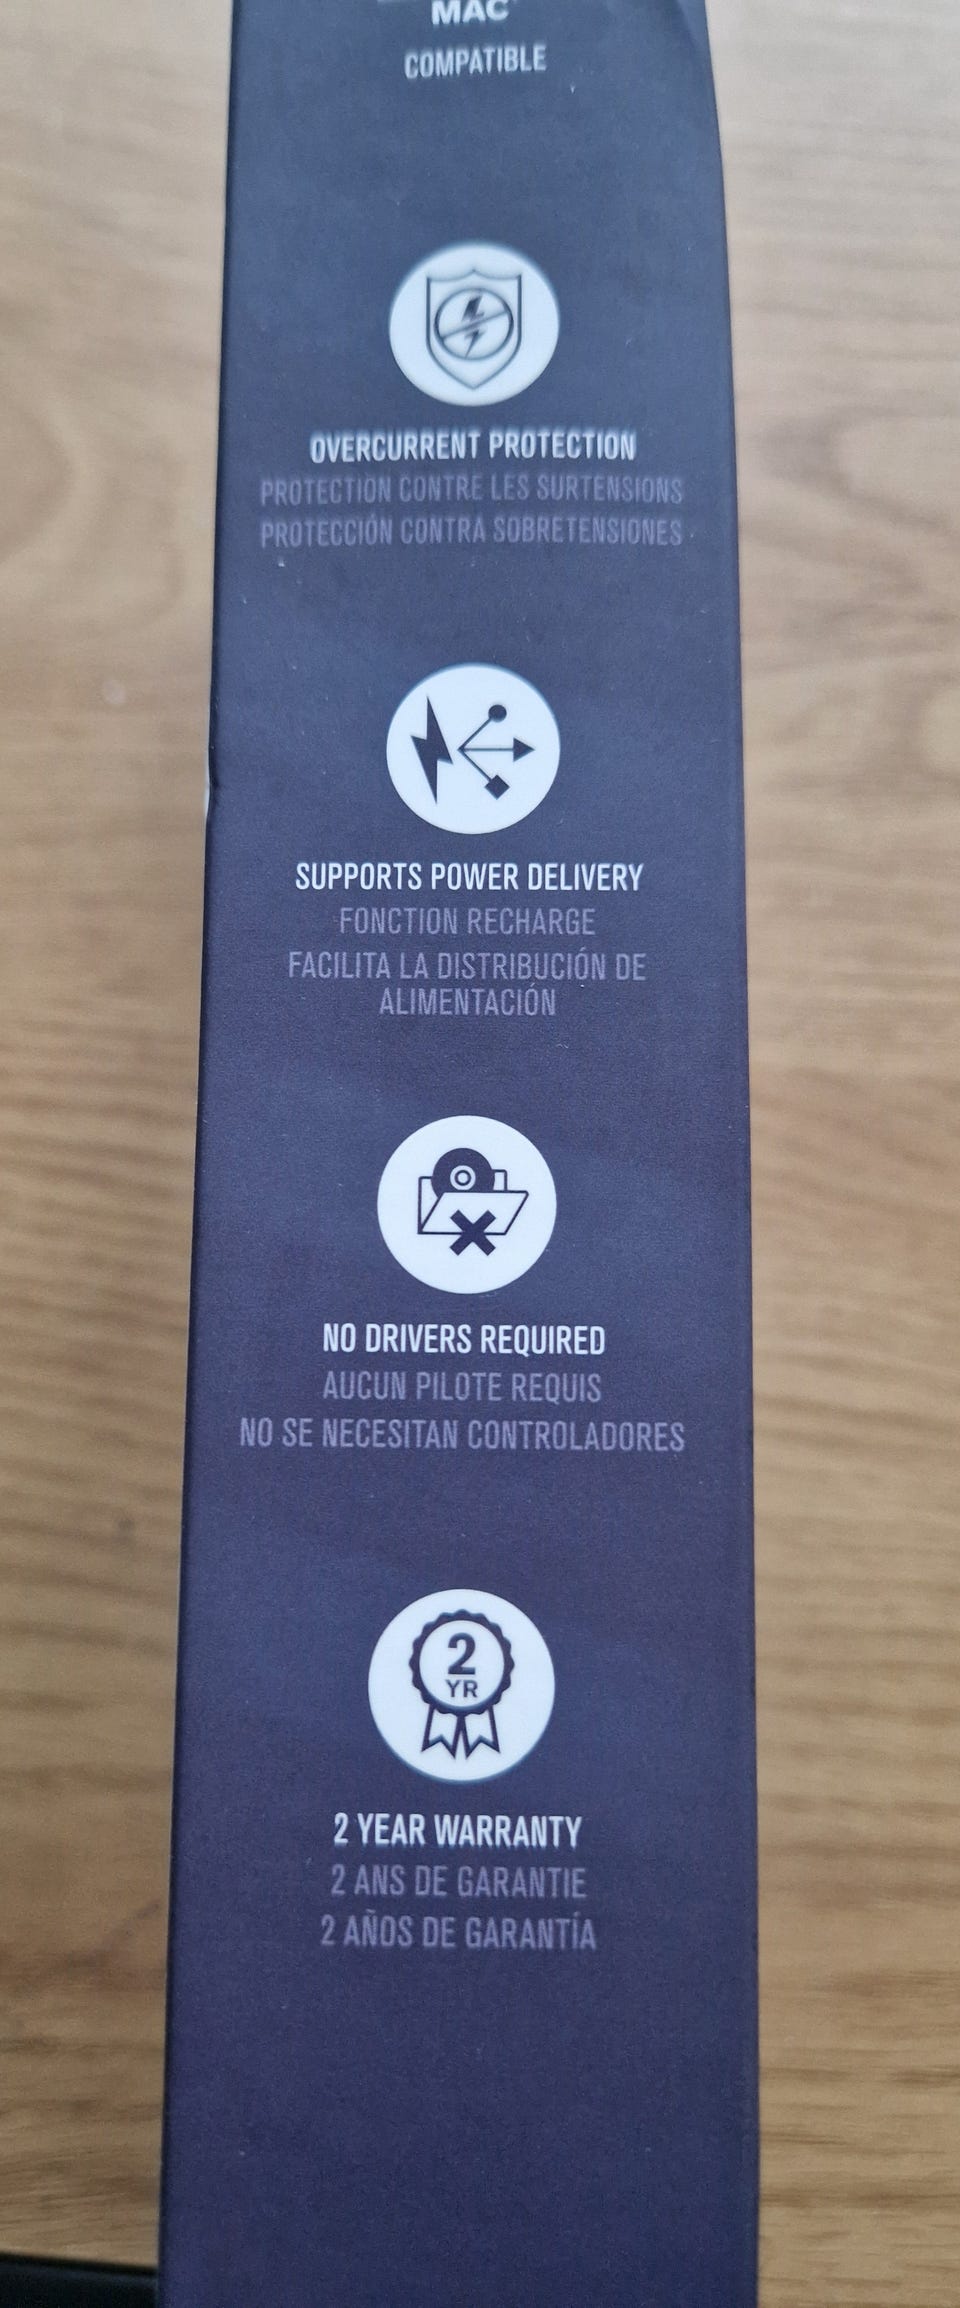 MAC
COMPATIBLE
OVERCURRENT PROTECTION
PROTECTION CONTRE LES SURTENSIONS
PROTECCIÓN CONTRA SOBRETENSIONES
SUPPORTS POWER DELIVERY
FONCTION RECHARGE
FACILITA LA DISTRIBUCIÓN DE
ALIMENTACIÓN
NO DRIVERS REQUIRED
AUCUN PILOTE REQUIS
NO SE NECESITAN CONTROLADORES
2
YR
2 YEAR WARRANTY
2 ANS DE GARANTIE
2 AÑOS DE GARANTÍA